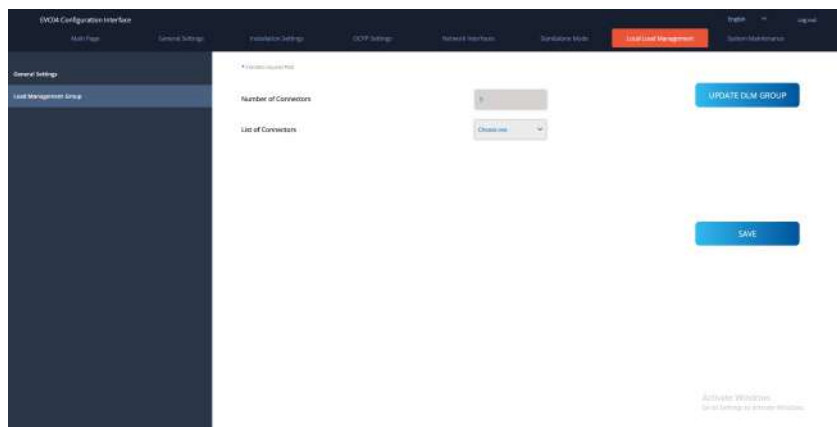 EVC04 Configuration Interface
English
Log out
Main Page
General Settings
Installation Settings
OCPP Settings
Network Interfaces
Standalone Mode
Local Load Management
System Maintenance
General Settings
Load Management Group
Number of Connectors
UPDATE DLM GROUP
List of Connectors
Choose one
SAVE
Activate Windows
Go to Settings to activate Windows.